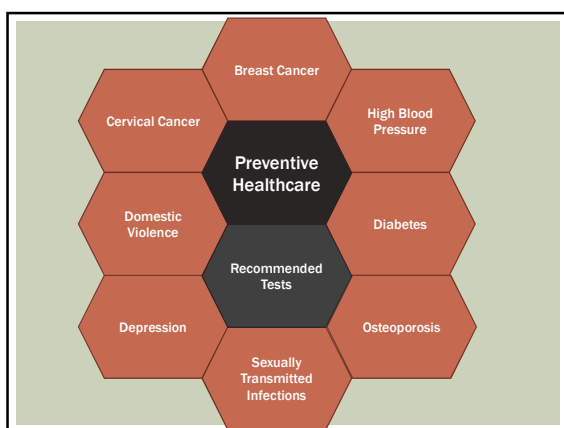 Breast Cancer
Cervical Cancer
High Blood
Pressure
Preventive
Healthcare
Domestic
Violence
Diabetes
Recommended
Tests
Depression
Osteoporosis
Sexually
Transmitted
Infections